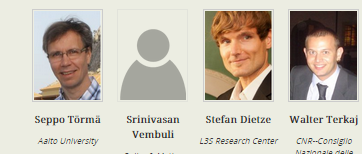 Seppo Törmä
Srinivasan
Vembuli
Stefan Dietze
Walter Terkaj
Aalto University
L3S Research Center
CNR--Consiglio
Nazionale delle